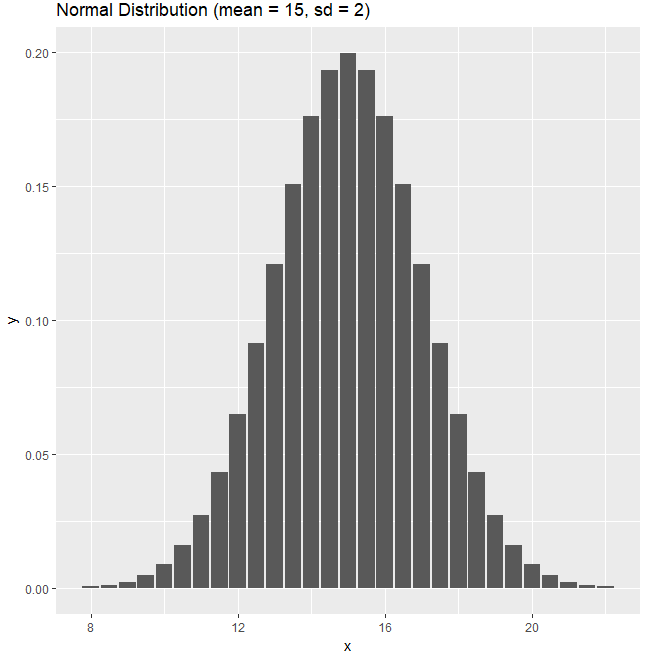 Normal Distribution (mean = 15, sd = 2)
y
0.20
0.15
0.10
0.05
0.00
8 12 16 20
x